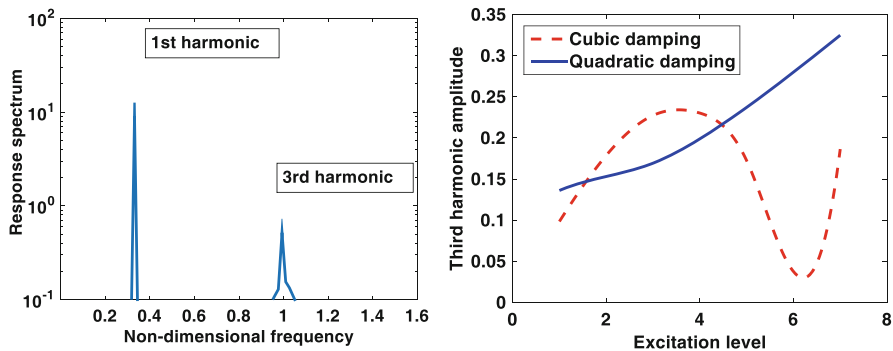 10^2
10^1
10^0
10^-1
Response spectrum
1st harmonic
3rd harmonic
0.2 0.4 0.6 0.8 1 1.2 1.4 1.6
Non-dimensional frequency
0.35
0.3
0.25
0.2
0.15
0.1
0.05
0
Third harmonic amplitude
Cubic damping
Quadratic damping
0 2 4 6 8
Excitation level